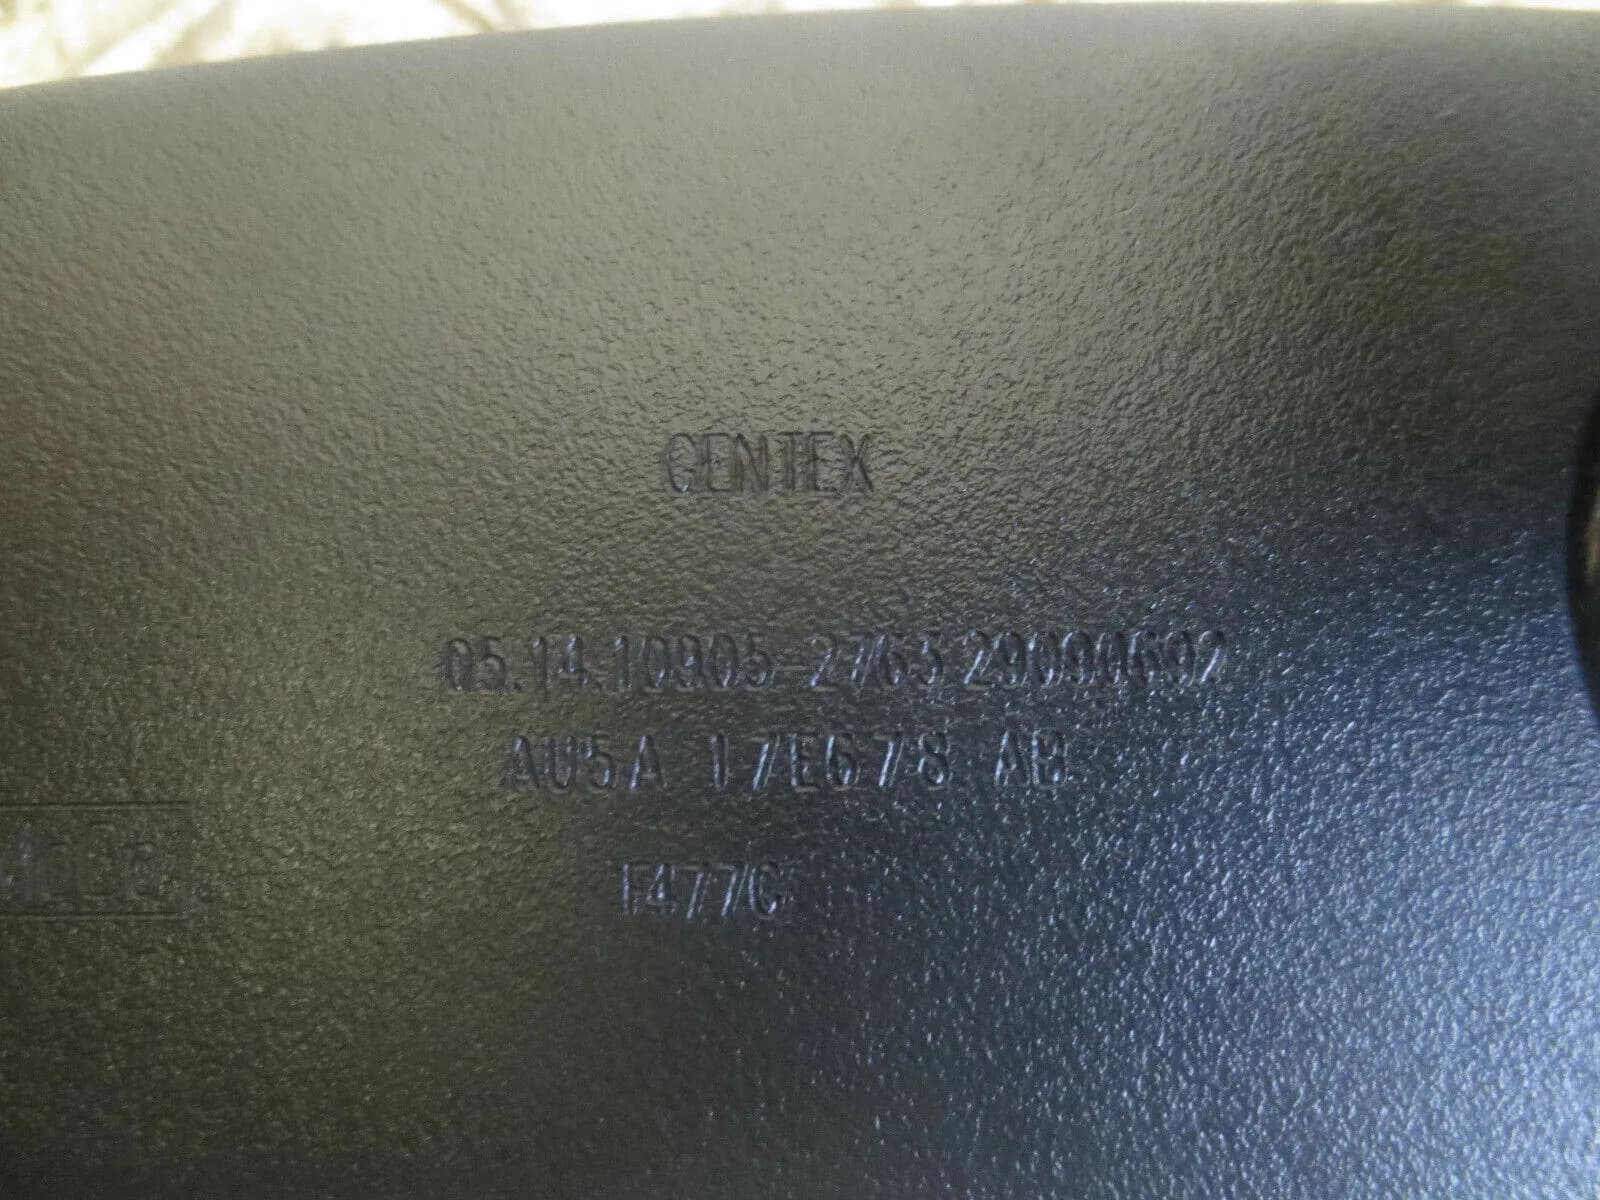 GENTEX
05.14.10905-2765 29090692
AU5A 17E678 AB
F477C